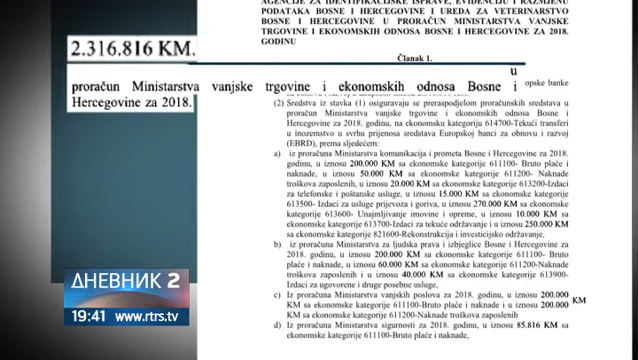 AGENCIJE ZA IDENTIFIKACIJSKE ISPRAVE, EVIDENCIJU I RAZMJENU
PODATAKA BOSNE I HERCEGOVINE I UREDA ZA VETERINARSTVO
BOSNE I HERCEGOVINE U PRORAČUN MINISTARSTVA VANJSKE
TRGOVINE I EKONOMSKIH ODNOSA BOSNE I HERCEGOVINE ZA 2018.
GODINU
2.316.816 KM.
Članak 1.
u
proračun Ministarstva vanjske trgovine i ekonomskih odnosa Bosne i
Hercegovine za 2018.
opske banke
(2) Sredstva iz stavka (1) osiguravaju se preraspodjelom proračunskih sredstava u
proračun Ministarstva vanjske trgovine i ekonomskih odnosa Bosne i
Hercegovine za 2018. godinu, na ekonomsku kategoriju 614700-Tekući transferi
u inozemstvo u svrhu prijenosa sredstava Europskoj banci za obnovu i razvoj
(EBRD), prema sljedećem:
a) iz proračuna Ministarstva komunikacija i prometa Bosne i Hercegovine za 2018.
godinu, u iznosu 200.000 KM sa ekonomske kategorije 611100- Bruto plaće i
naknade, u iznosu 50.000 KM sa ekonomske kategorije 611200- Naknade
troškova zaposlenih, u iznosu 20.000 KM sa ekonomske kategorije 613200-Izdaci
za telefonske i poštanske usluge, u iznosu 15.000 KM sa ekonomske kategorije
613500- Izdaci za usluge prijevoza i goriva, u iznosu 270.000 KM sa ekonomske
kategorije 613600- Unajmljivanje imovine i opreme, u iznosu 10.000 KM sa
ekonomske kategorije 613700-Izdaci za tekuće održavanje i u iznosu 250.000 KM
sa ekonomske kategorije 821600-Rekonstrukcija i investicijsko održavanje,
b) iz proračuna Ministarstva za ljudska prava i izbjeglice Bosne i Hercegovine za
2018. godinu, u iznosu 200.000 KM sa ekonomske kategorije 611100- Bruto
plaće i naknade, u iznosu 60.000 KM sa ekonomske kategorije 611200-Naknade
troškova zaposlenih i u iznosu 40.000 KM sa ekonomske kategorije 613900-
Izdaci za ugovorene i druge posebne usluge,
c) Iz proračuna Ministarstva vanjskih poslova za 2018. godinu, u iznosu 200.000
KM sa ekonomske kategorije 611100-Bruto plaće i naknade i u iznosu 200.000 KM
sa ekonomske kategorije 611200-Naknade troškova zaposlenih
d) Iz proračuna Ministarstva sigurnosti za 2018. godinu, u iznosu 85.816 KM sa
ekonomske kategorije 611100-Bruto plaće i naknade,
ДНЕВНИК 2
19:41 www.rtrs.tv